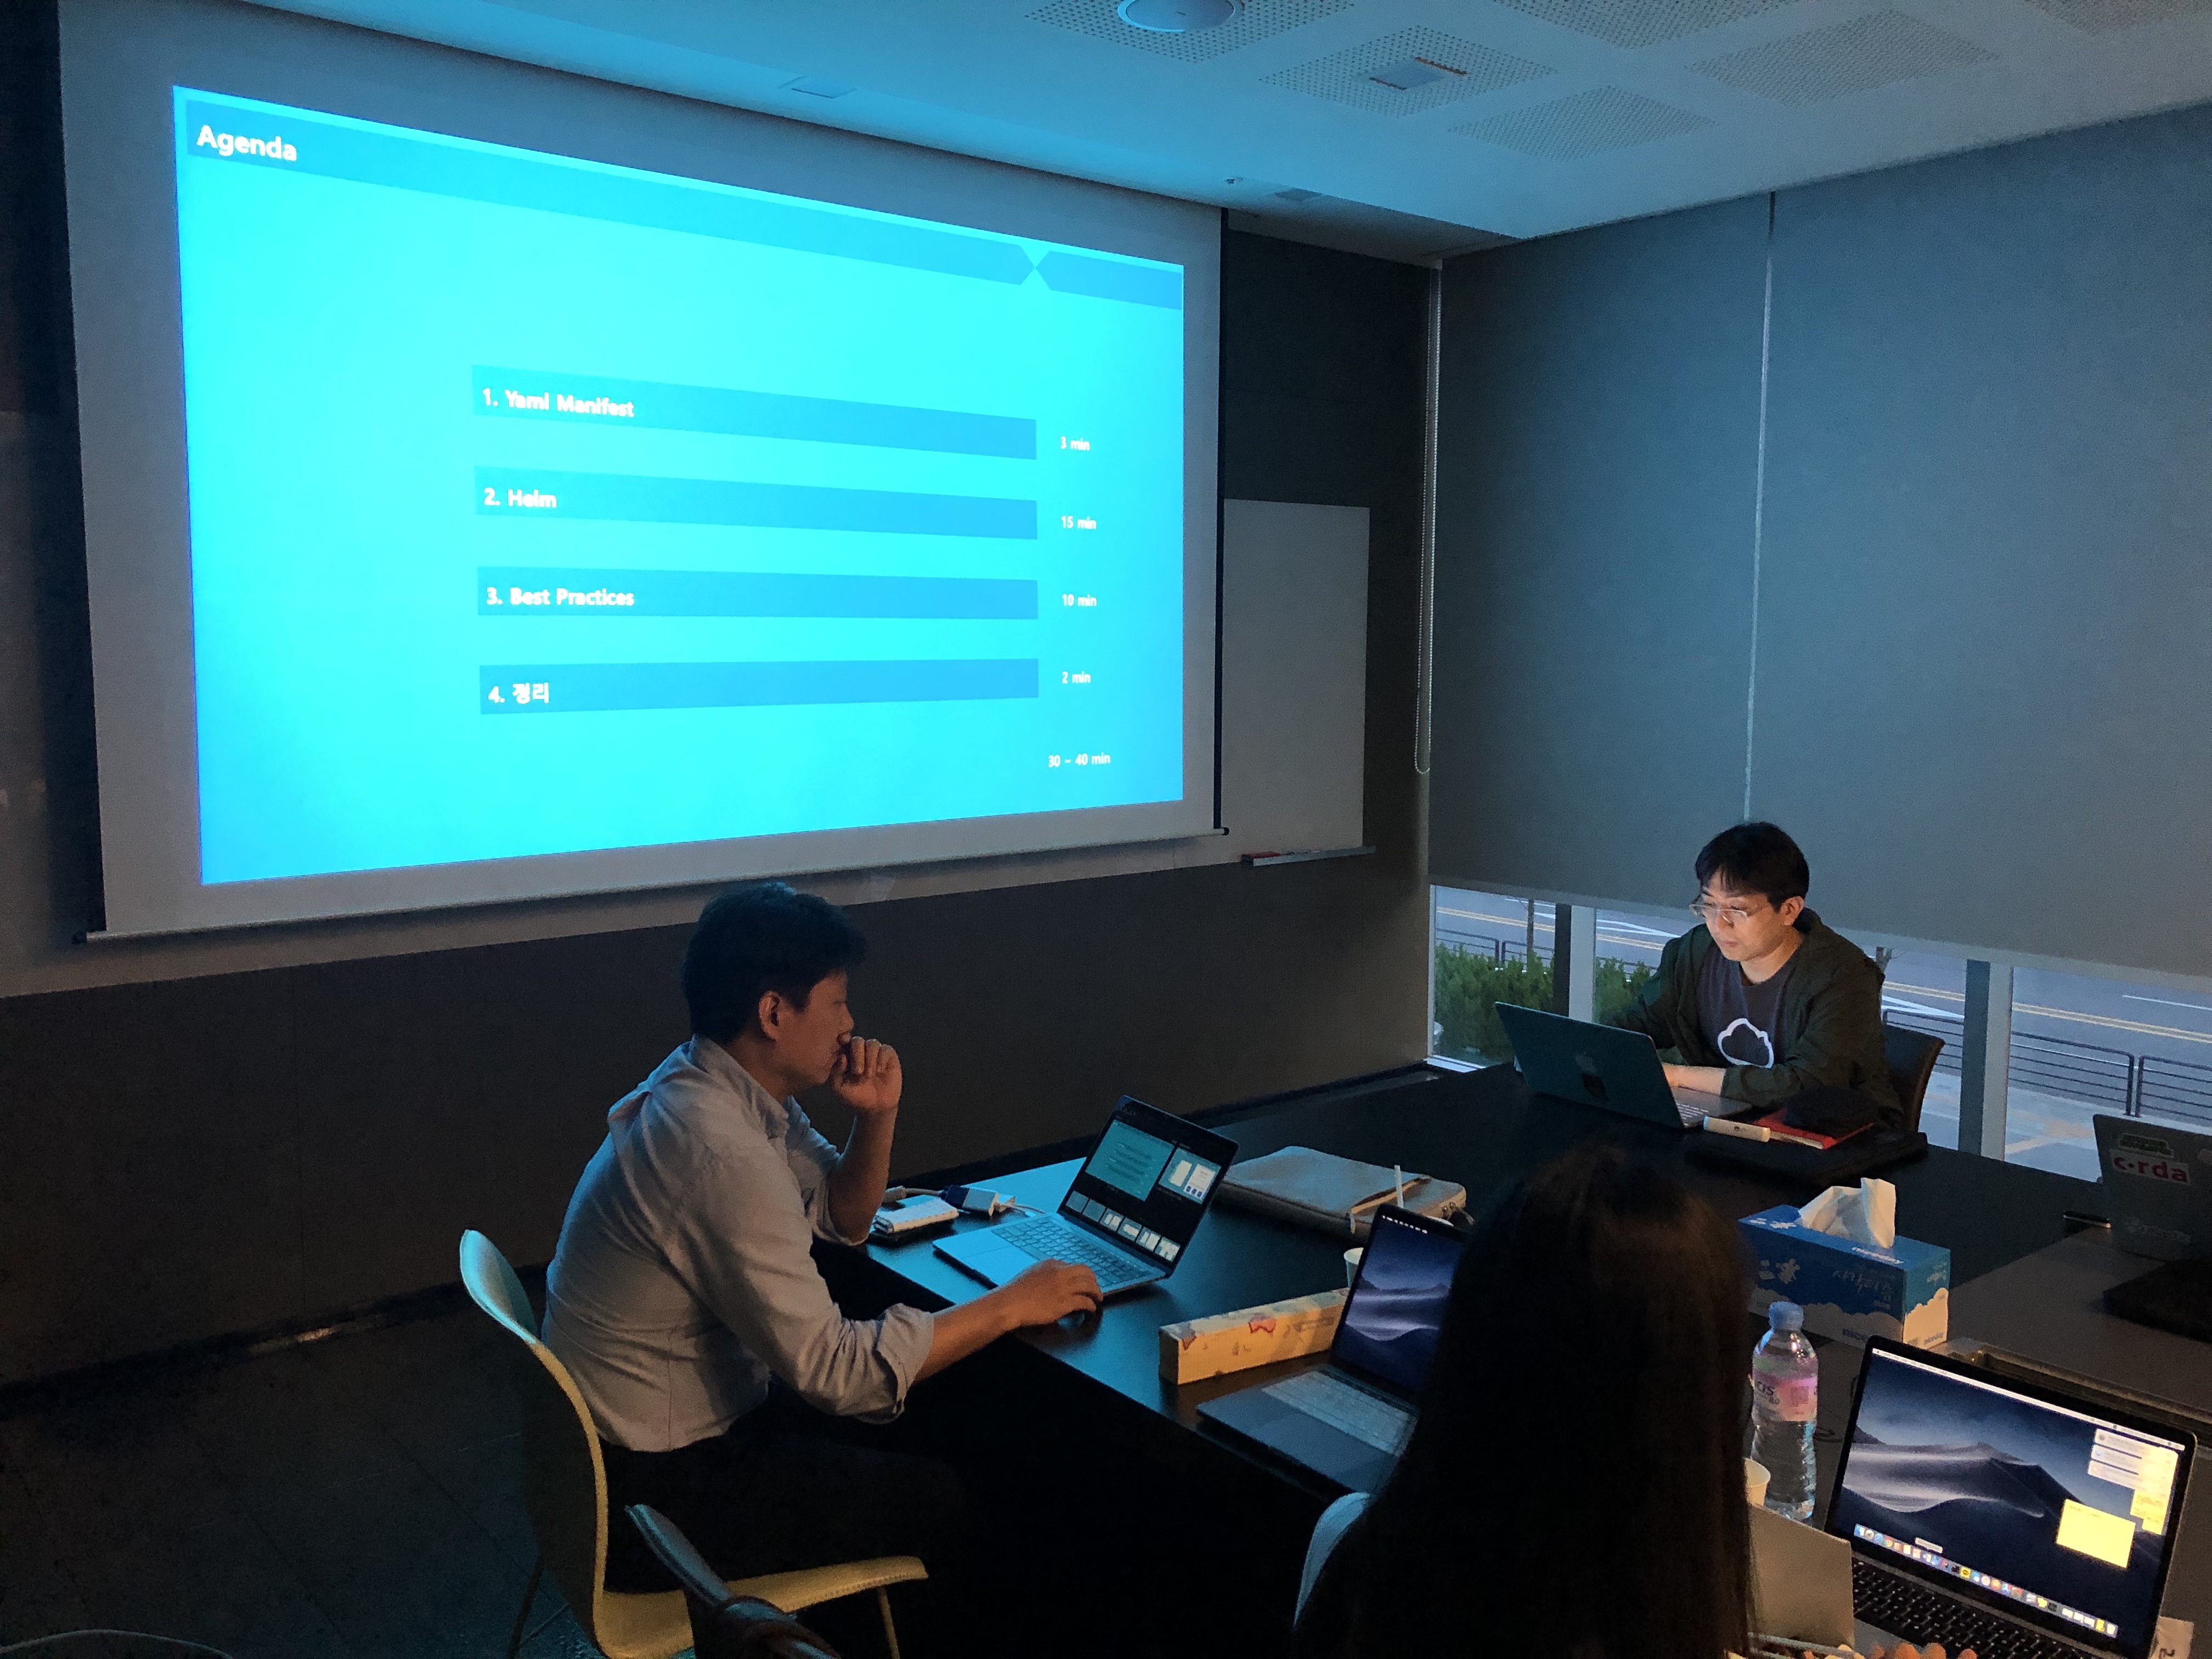 Agenda
1. Yaml Manifest
3 min
2. Helm
15 min
3. Best Practices
10 min
4. 정리
2 min
30 - 40 min
c·rda